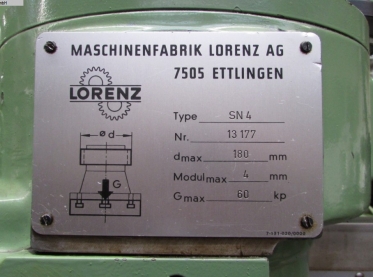 MASCHINENFABRIK LORENZ AG
7505 ETTLINGEN
LORENZ
Type SN 4
Nr. 13 177
ø d
dmax 180 mm
Modulmax 4 mm
G
Gmax 60 kp